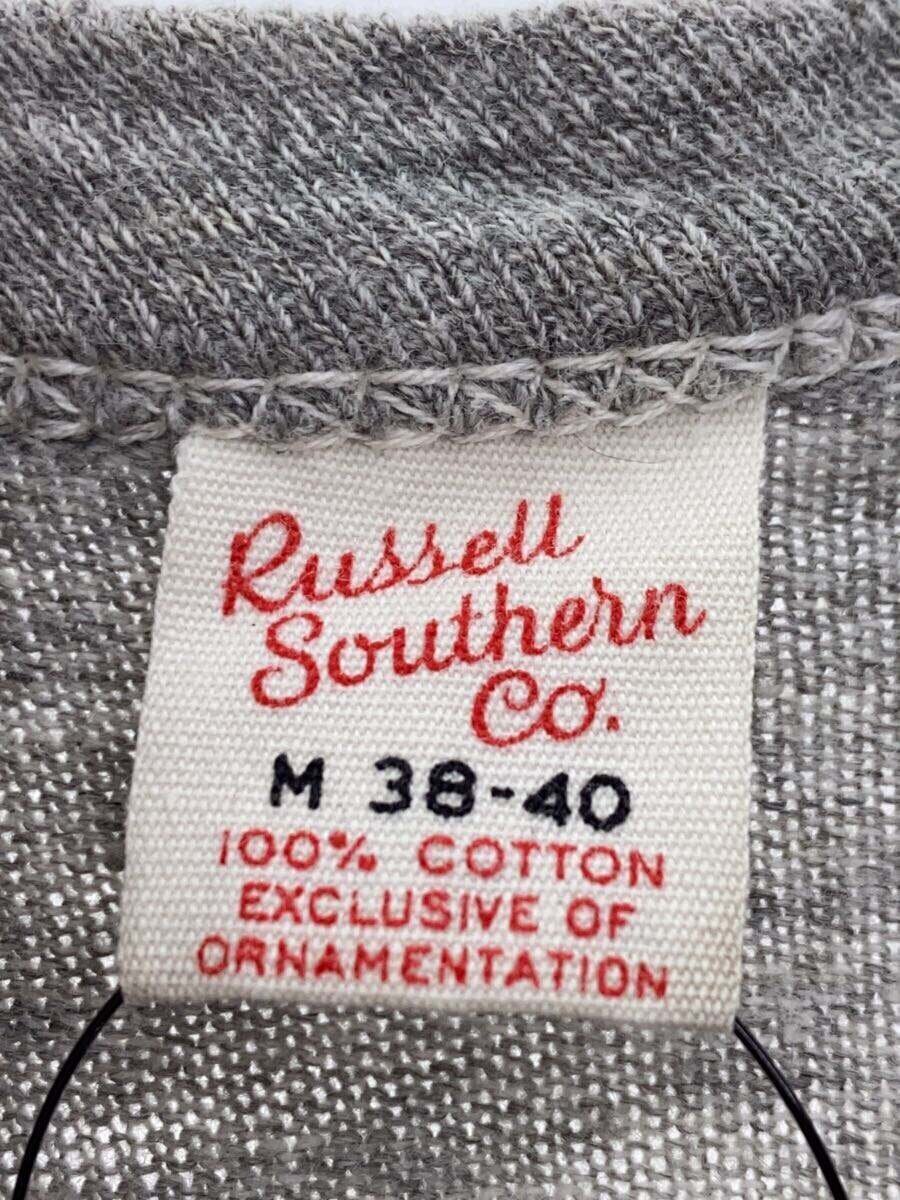 Russell
Southern
Co.
M 38-40
100% COTTON
EXCLUSIVE OF
ORNAMENTATION